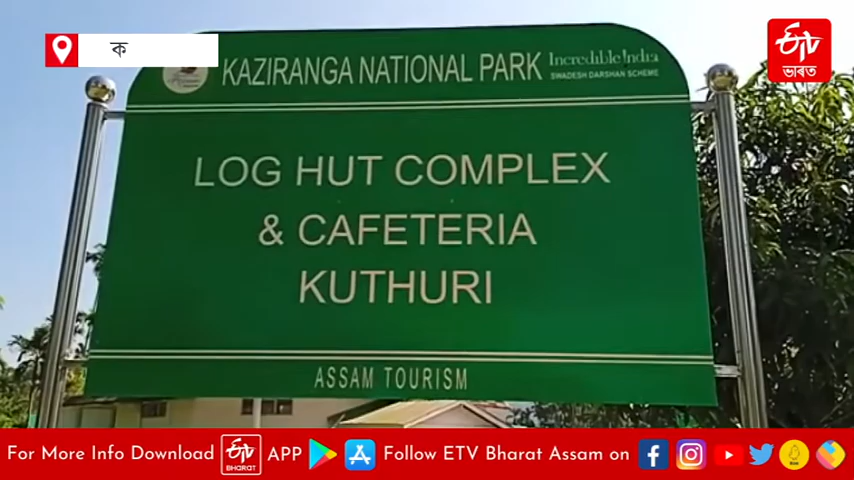 ক
KAZIRANGA NATIONAL PARK
Incredible India
SWADESH DARSHAN SCHEME
ETV
ভাৰত
LOG HUT COMPLEX
& CAFETERIA
KUTHURI
ASSAM TOURISM
For More Info Download ETV BHARAT APP Follow ETV Bharat Assam on